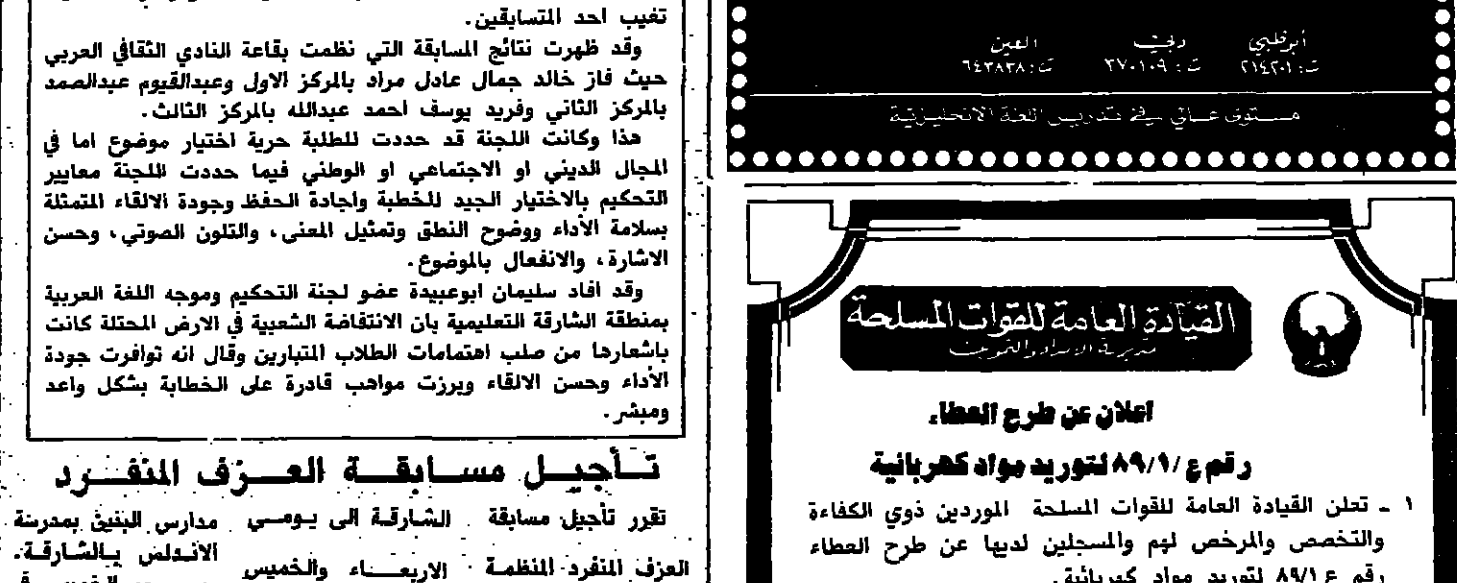 أبوظبي
ت: ٢١٤٢٠١
دبي
ت: ٣٧٠١٠٩
العين
ت: ٦٤٣٨٣٨
مستوى عالي في تدريس اللغة الانجليزية
القيادة العامة للقوات المسلحة
مديرية الامداد والتموين
اعلان عن طرح العطاء
رقم ع/٨٩/١ لتوريد مواد كهربائية
١ ـ تعلن القيادة العامة للقوات المسلحة الموردين ذوي الكفاءة
والتخصص والمرخص لهم والمسجلين لديها عن طرح العطاء
رقم ع ٨٩/١ لتوريد مواد كهربائية.
تغيب احد المتسابقين.
وقد ظهرت نتائج المسابقة التي نظمت بقاعة النادي الثقافي العربي
حيث فاز خالد جمال عادل مراد بالمركز الاول وعبدالقيوم عبدالصمد
بالمركز الثاني وفريد يوسف احمد عبدالله بالمركز الثالث.
هذا وكانت اللجنة قد حددت للطلبة حرية اختيار موضوع اما في
المجال الديني او الاجتماعي او الوطني فيما حددت اللجنة معايير
التحكيم بالاختيار الجيد للخطبة واجادة الحفظ وجودة الالقاء المتمثلة
بسلامة الأداء ووضوح النطق وتمثيل المعنى، والتلون الصوتي، وحسن
الاشارة، والانفعال بالموضوع.
وقد افاد سليمان ابوعبيدة عضو لجنة التحكيم وموجه اللغة العربية
بمنطقة الشارقة التعليمية بان الانتفاضة الشعبية في الارض المحتلة كانت
باشعارها من صلب اهتمامات الطلاب المتبارين وقال انه توافرت جودة
الأداء وحسن الالقاء وبرزت مواهب قادرة على الخطابة بشكل واعد
ومبشر.
تأجيل مسابقة العزف المنفرد
تقرر تأجيل مسابقة
العزف المنفرد المنظمة
الشارقة الى يومي
الاربعاء والخميس
مدارس البنين بمدرسة
الاندلس بالشارقة.